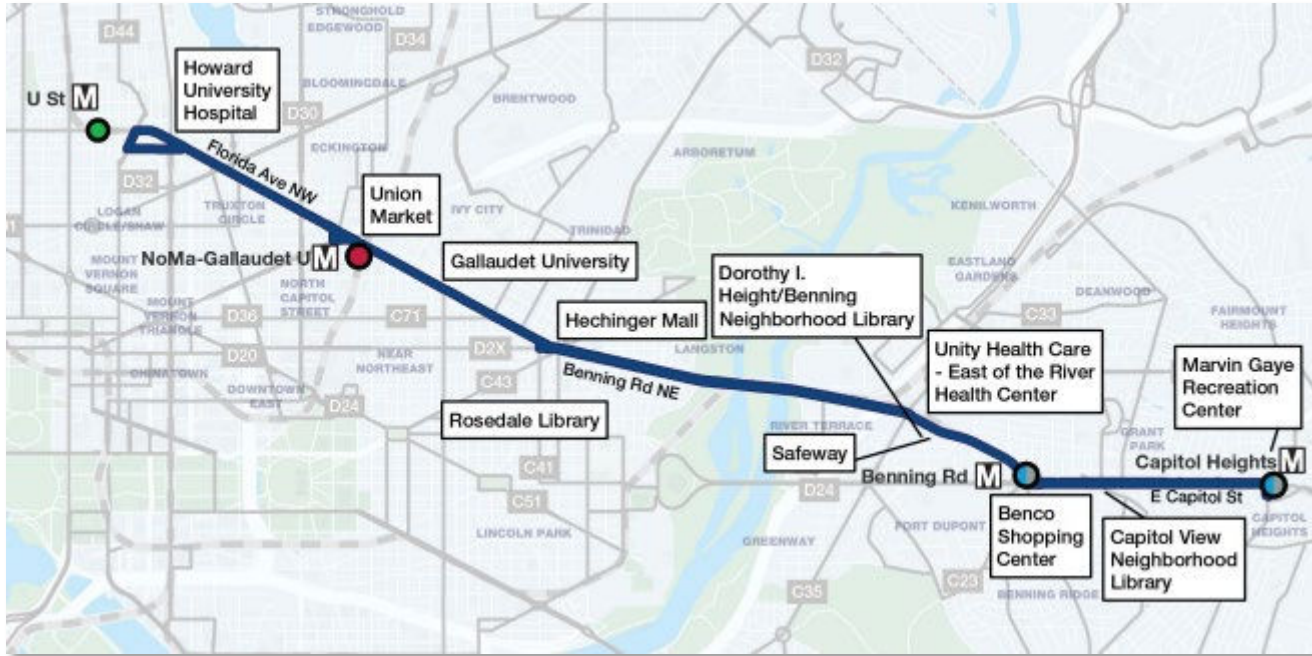 STRONGHOLD
EDGEWOOD
D44
D34
D32
Howard
University
Hospital
BLOOMINGDALE
BRENTWOOD
U St M
D30
ECKINGTON
ARBORETUM
Florida Ave NW
D32
Union
Market
LOGAN
CIRCLE/SHAW
TRUXTON
CIRCLE
IVY CITY
TRINIDAD
KENILWORTH
NoMa-Gallaudet U M
Gallaudet University
Dorothy I.
Height/Benning
Neighborhood Library
EASTLAND
GARDENS
DEANWOOD
MOUNT
VERNON
SQUARE
NORTH
CAPITOL
STREET
MOUNT
VERNON
TRIANGLE
D36
C71
Hechinger Mall
C33
FAIRMOUNT
HEIGHTS
D20
D2X
NEAR
NORTHEAST
LANGSTON
Unity Health Care
- East of the River
Health Center
Marvin Gaye
Recreation
Center
CHINATOWN
DOWNTOWN
EAST
D24
C43
Benning Rd NE
Rosedale Library
RIVER TERRACE
GRANT
PARK
Safeway
Capitol Heights M
C41
Benning Rd M
D24
E Capitol St
C51
LINCOLN PARK
GREENWAY
FORT DUPONT
Benco
Shopping
Center
Capitol View
Neighborhood
Library
CAPITOL
HEIGHTS
C35
C23
BENNING RIDGE